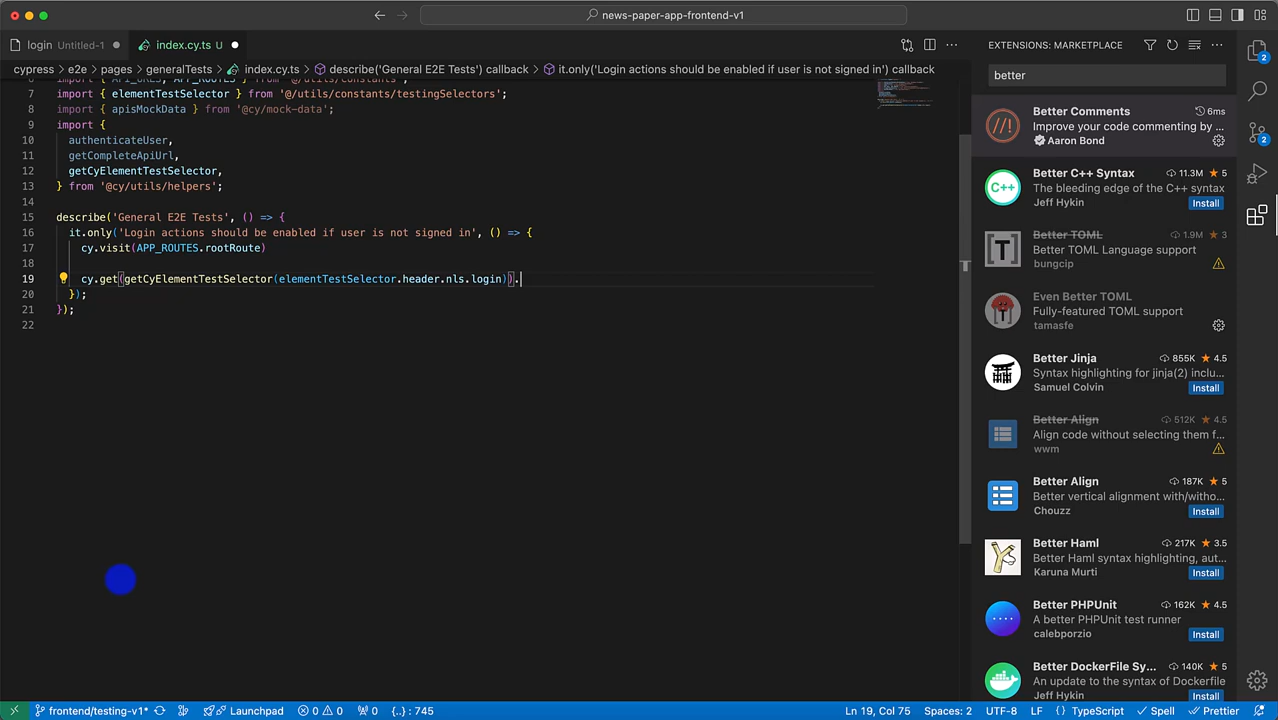 news-paper-app-frontend-v1
login Untitled-1
index.cy.ts U
cypress > e2e > pages > generalTests > index.cy.ts > describe('General E2E Tests') callback > it.only('Login actions should be enabled if user is not signed in') callback
7 import { elementTestSelector } from '@/utils/constants/testingSelectors';
8 import { apisMockData } from '@cy/mock-data';
9 import {
10 authenticateUser,
11 getCompleteApiUrl,
12 getCyElementTestSelector,
13 } from '@cy/utils/helpers';
14
15 describe('General E2E Tests', () => {
16 it.only('Login actions should be enabled if user is not signed in', () => {
17 cy.visit(APP_ROUTES.rootRoute)
18
19 cy.get(getCyElementTestSelector(elementTestSelector.header.nls.login)).
20 });
21 });
22
EXTENSIONS: MARKETPLACE
better
Better Comments 6ms
Improve your code commenting by ...
Aaron Bond
Better C++ Syntax 11.3M 5
The bleeding edge of the C++ syntax
Jeff Hykin Install
Better TOML 1.9M 3
Better TOML Language support
bungcip
Even Better TOML
Fully-featured TOML support
tamasfe
Better Jinja 855K 4.5
Syntax highlighting for jinja(2) inclu...
Samuel Colvin Install
Better Align 512K 4.5
Align code without selecting them f...
wwm
Better Align 187K 5
Better vertical alignment with/witho...
Chouzz Install
Better Haml 217K 3.5
Better Haml syntax highlighting, aut...
Karuna Murti Install
Better PHPUnit 162K 4.5
A better PHPUnit test runner
calebporzio Install
Better DockerFile Sy... 140K 5
An update to the syntax of Dockerfile
Jeff Hykin Install
2
2
frontend/testing-v1* Launchpad 0 0 0 {..} : 745 Ln 19, Col 75 Spaces: 2 UTF-8 LF { } TypeScript Spell Prettier